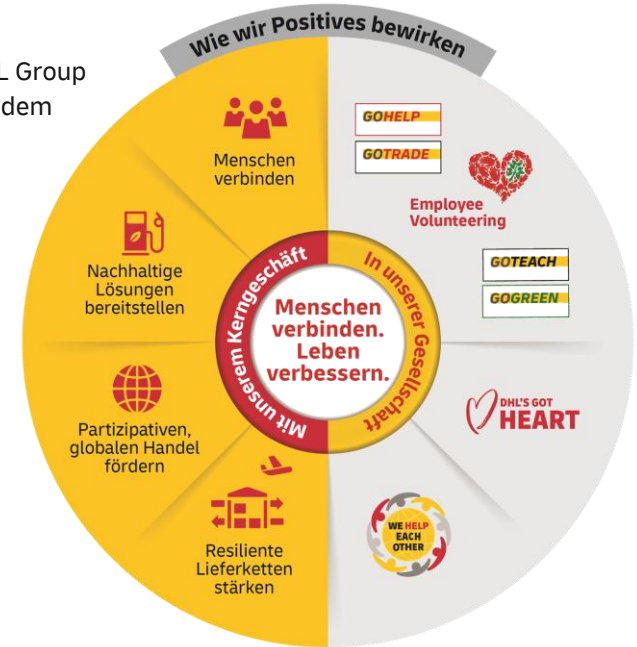 L Group
dem
Wie wir Positives bewirken
Menschen
verbinden
Nachhaltige
Lösungen
bereitstellen
Partizipativen,
globalen Handel
fördern
Resiliente
Lieferketten
stärken
Mit unserem Kerngeschäft
In unserer Gesellschaft
Menschen
verbinden.
Leben
verbessern.
GOHELP
GOTRADE
Employee
Volunteering
GOTEACH
GOGREEN
DHL'S GOT
HEART
WE HELP
EACH
OTHER